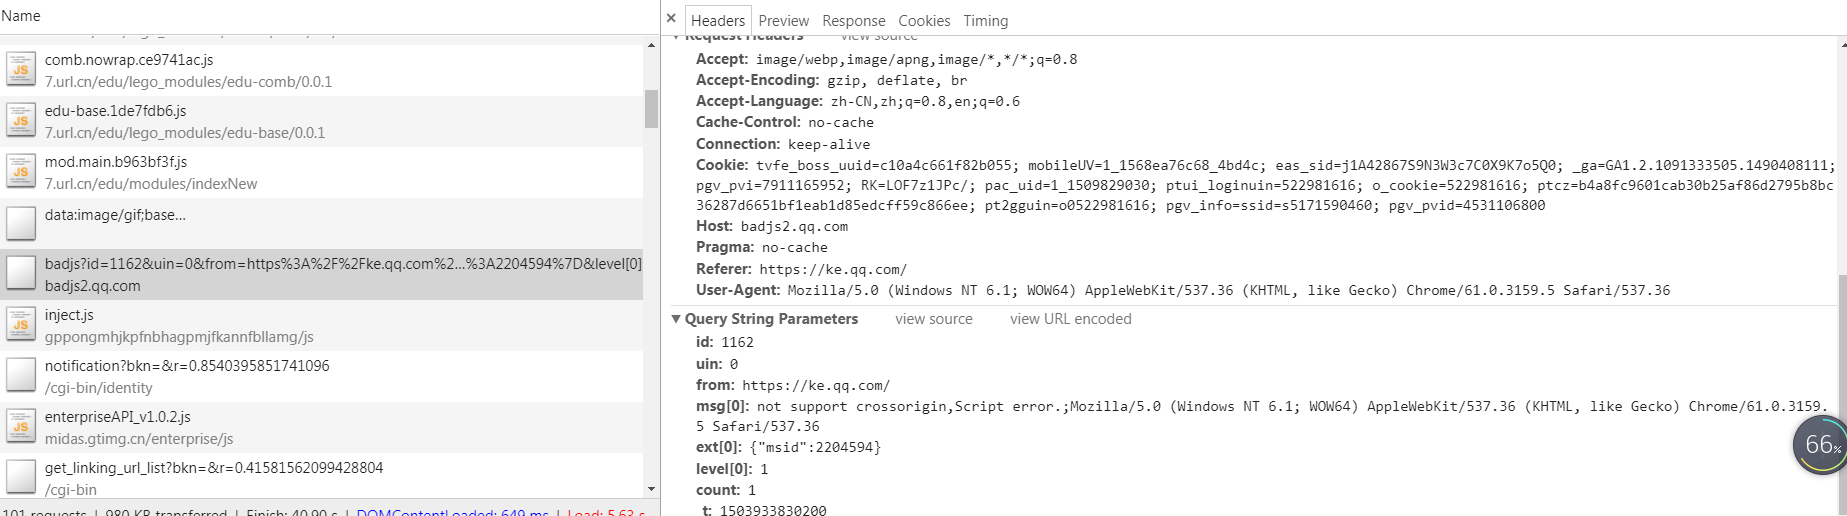 Name
comb.nowrap.ce9741ac.js
7.url.cn/edu/lego_modules/edu-comb/0.0.1
edu-base.1de7fdb6.js
7.url.cn/edu/lego_modules/edu-base/0.0.1
mod.main.b963bf3f.js
7.url.cn/edu/modules/indexNew
data:image/gif;base...
badjs?id=1162&uin=0&from=https%3A%2F%2Fke.qq.com%2...%3A2204594%7D&level[0]
badjs2.qq.com
inject.js
gppongmhjkpfnbhagpmjfkannfbllamg/js
notification?bkn=&r=0.8540395851741096
/cgi-bin/identity
enterpriseAPI_v1.0.2.js
midas.gtimg.cn/enterprise/js
get_linking_url_list?bkn=&r=0.41581562099428804
/cgi-bin
101 requests | 980 KB transferred | Finish: 40.90 s | DOMContentLoaded: 649 ms | Load: 5.63 s
× Headers Preview Response Cookies Timing
▼ Request Headers view source
Accept: image/webp,image/apng,image/*,*/*;q=0.8
Accept-Encoding: gzip, deflate, br
Accept-Language: zh-CN,zh;q=0.8,en;q=0.6
Cache-Control: no-cache
Connection: keep-alive
Cookie: tvfe_boss_uuid=c10a4c661f82b055; mobileUV=1_1568ea76c68_4bd4c; eas_sid=j1A42867S9N3W3c7C0X9K7o5Q0; _ga=GA1.2.1091333505.1490408111;
pgv_pvi=7911165952; RK=LOF7z1JPc/; pac_uid=1_1509829030; ptui_loginuin=522981616; o_cookie=522981616; ptcz=b4a8fc9601cab30b25af86d2795b8bc
36287d6651bf1eab1d85edcff59c866ee; pt2gguin=o0522981616; pgv_info=ssid=s5171590460; pgv_pvid=4531106800
Host: badjs2.qq.com
Pragma: no-cache
Referer: https://ke.qq.com/
User-Agent: Mozilla/5.0 (Windows NT 6.1; WOW64) AppleWebKit/537.36 (KHTML, like Gecko) Chrome/61.0.3159.5 Safari/537.36
▼ Query String Parameters view source view URL encoded
id: 1162
uin: 0
from: https://ke.qq.com/
msg[0]: not support crossorigin,Script error.;Mozilla/5.0 (Windows NT 6.1; WOW64) AppleWebKit/537.36 (KHTML, like Gecko) Chrome/61.0.3159.
5 Safari/537.36
ext[0]: {"msid":2204594}
level[0]: 1
count: 1
_t: 1503933830200
66%